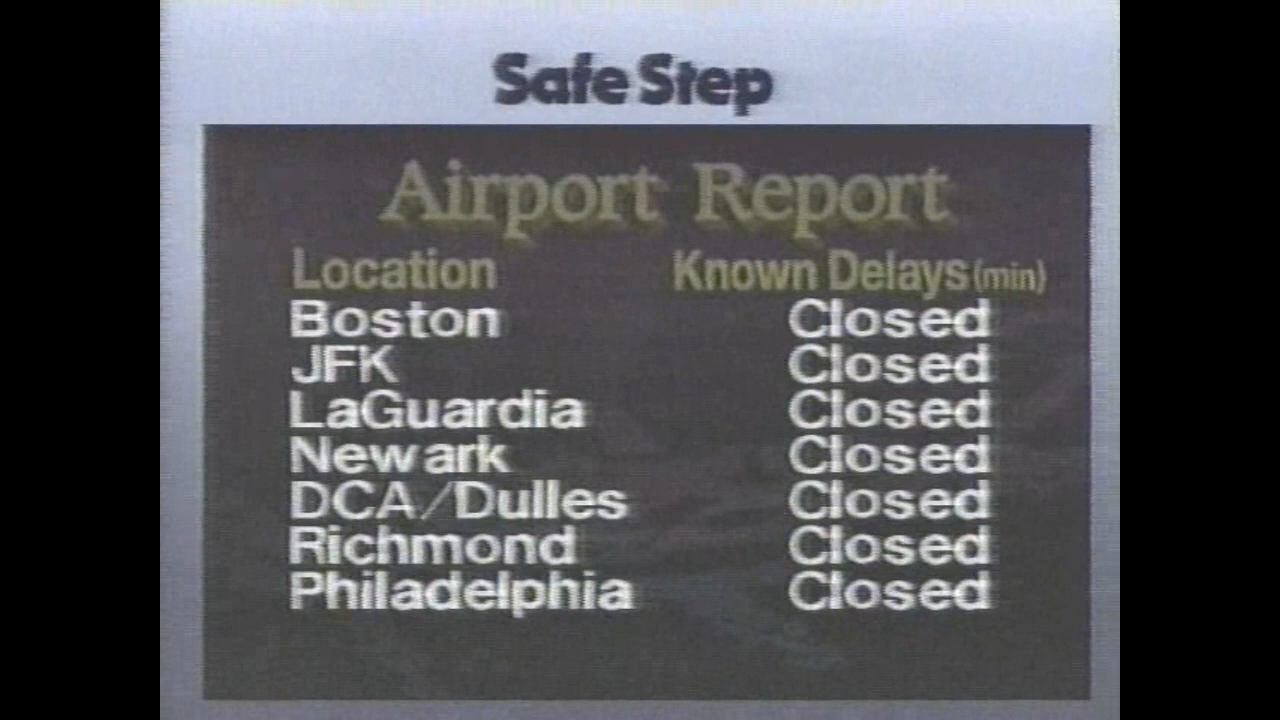 Safe Step
Airport Report
Location Known Delays (min)
Boston Closed
JFK Closed
LaGuardia Closed
Newark Closed
DCA/Dulles Closed
Richmond Closed
Philadelphia Closed